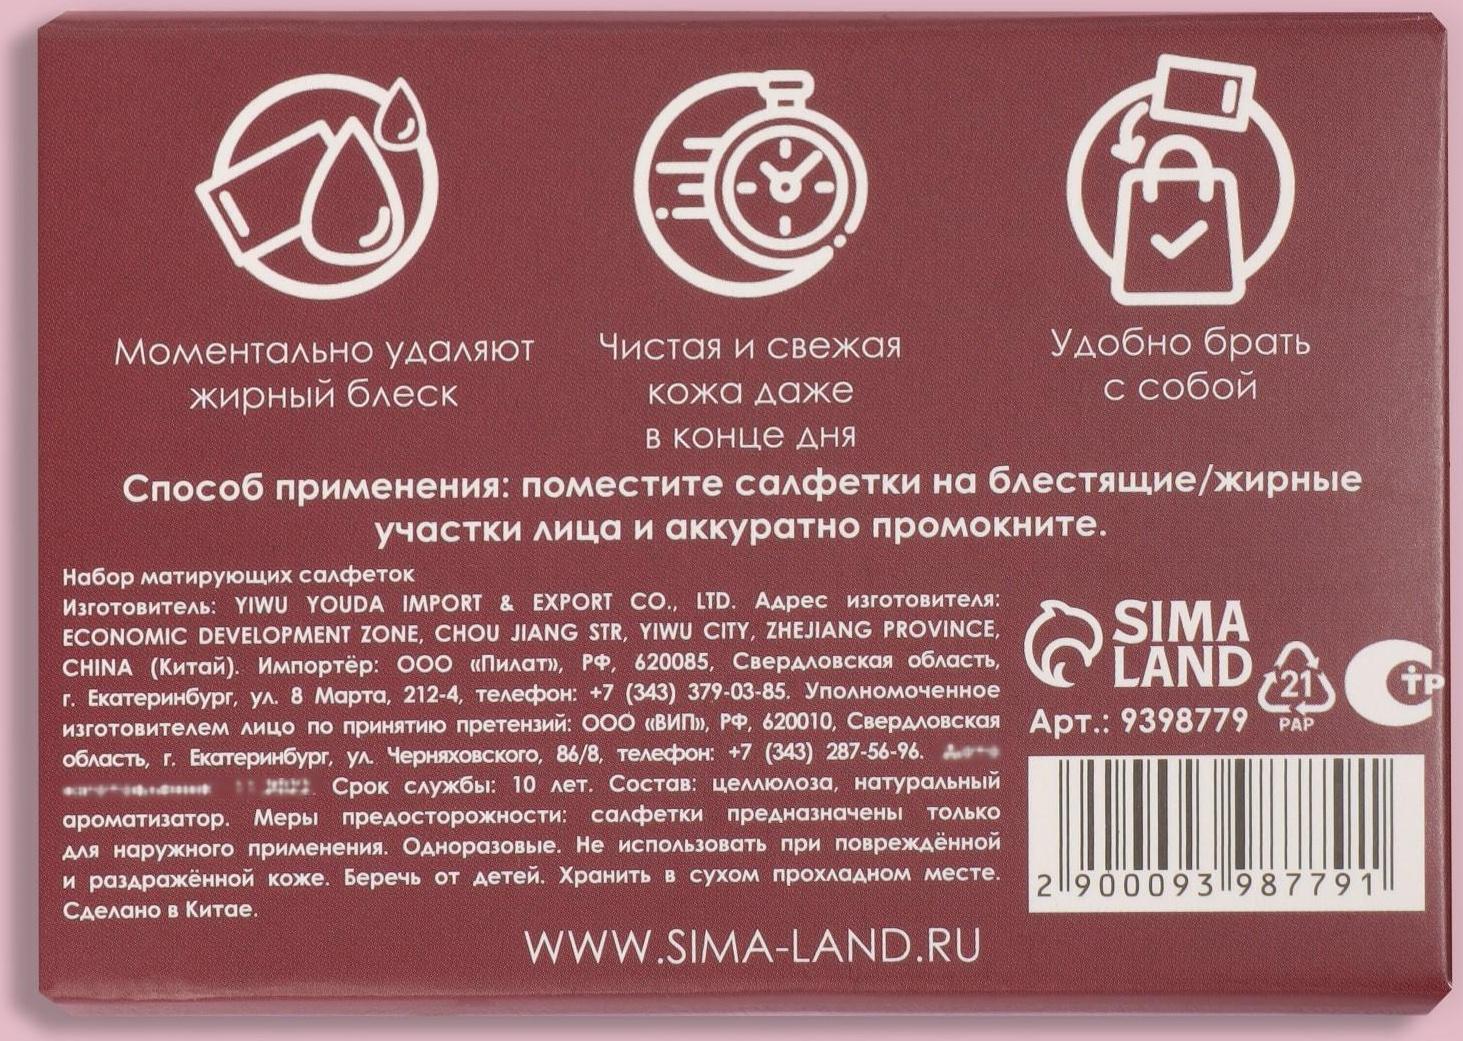 Моментально удаляют
жирный блеск
Чистая и свежая
кожа даже
в конце дня
Удобно брать
с собой
Способ применения: поместите салфетки на блестящие/жирные
участки лица и аккуратно промокните.
Набор матирующих салфеток
Изготовитель: YIWU YOUDA IMPORT & EXPORT CO., LTD. Адрес изготовителя:
ECONOMIC DEVELOPMENT ZONE, CHOU JIANG STR, YIWU CITY, ZHEJIANG PROVINCE,
CHINA (Китай). Импортёр: ООО «Пилат», РФ, 620085, Свердловская область,
г. Екатеринбург, ул. 8 Марта, 212-4, телефон: +7 (343) 379-03-85. Уполномоченное
изготовителем лицо по принятию претензий: ООО «ВИП», РФ, 620010, Свердловская
область, г. Екатеринбург, ул. Черняховского, 86/8, телефон: +7 (343) 287-56-96.
Срок службы: 10 лет. Состав: целлюлоза, натуральный
ароматизатор. Меры предосторожности: салфетки предназначены только
для наружного применения. Одноразовые. Не использовать при повреждённой
и раздражённой коже. Беречь от детей. Хранить в сухом прохладном месте.
Сделано в Китае.
SIMA
LAND
21
PAP
тр
Арт.: 9398779
2 900093 987791
WWW.SIMA-LAND.RU